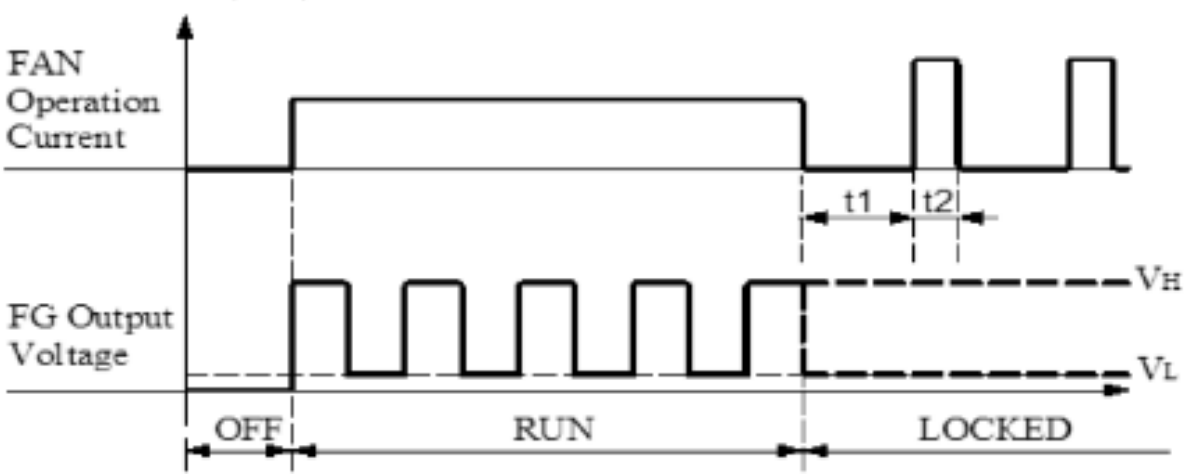 FAN
Operation
Current
t1
t2
VH
FG Output
Voltage
VL
OFF
RUN
LOCKED